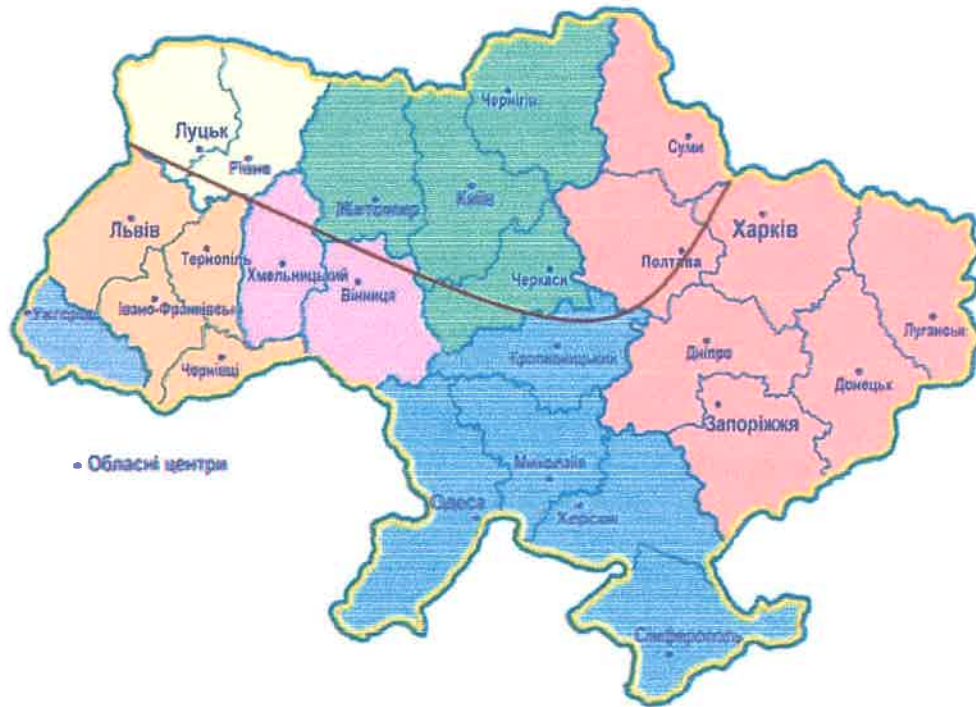 Чернігів
Луцьк
Рівне
Суми
Житомир
Київ
Львів
Харків
Тернопіль
Полтава
Хмельницький
Черкаси
Вінниця
Ужгород
Івано-Франківськ
Луганськ
Кропивницький
Дніпро
Чернівці
Донецьк
Запоріжжя
Обласні центри
Миколаїв
Одеса
Херсон
Сімферополь